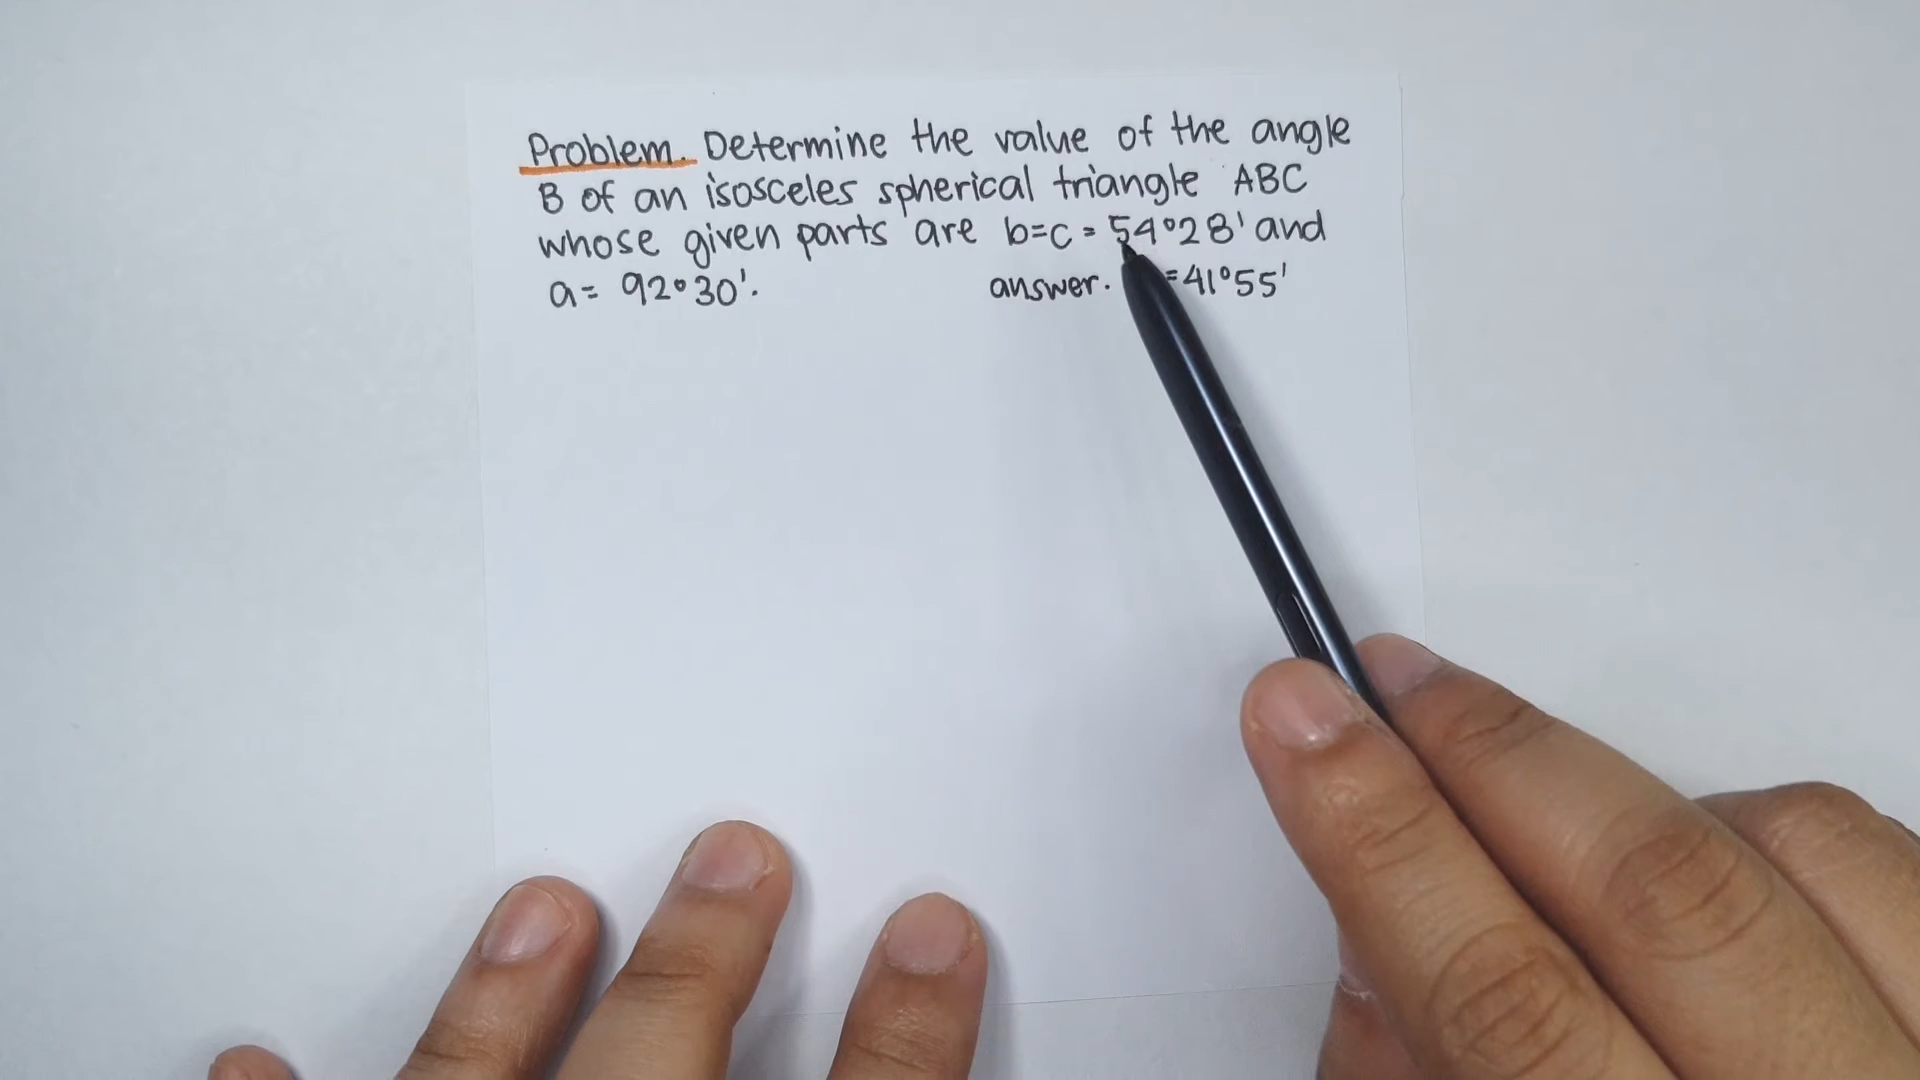 Problem. Determine the value of the angle
B of an isosceles spherical triangle ABC
whose given parts are b=c = 54°28' and
a= 92°30'. answer. =41°55'